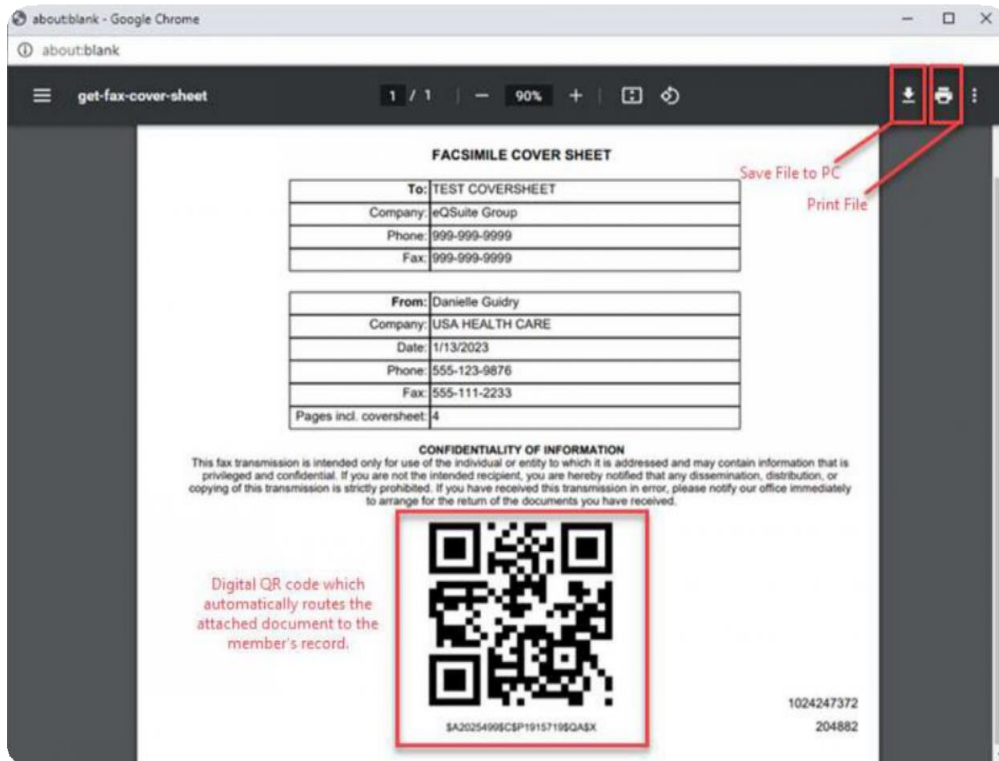 about:blank - Google Chrome
about:blank
get-fax-cover-sheet
1 / 1
90%
FACSIMILE COVER SHEET
Save File to PC
Print File
To: TEST COVERSHEET
Company: eQSuite Group
Phone: 999-999-9999
Fax: 999-999-9999
From: Danielle Guidry
Company: USA HEALTH CARE
Date: 1/13/2023
Phone: 555-123-9876
Fax: 555-111-2233
Pages incl. coversheet: 4
CONFIDENTIALITY OF INFORMATION
This fax transmission is intended only for use of the individual or entity to which it is addressed and may contain information that is
privileged and confidential. If you are not the intended recipient, you are hereby notified that any dissemination, distribution, or
copying of this transmission is strictly prohibited. If you have received this transmission in error, please notify our office immediately
to arrange for the return of the documents you have received.
Digital QR code which
automatically routes the
attached document to the
member's record.
$A2025499$C$P1915719$QA$X
1024247372
204882